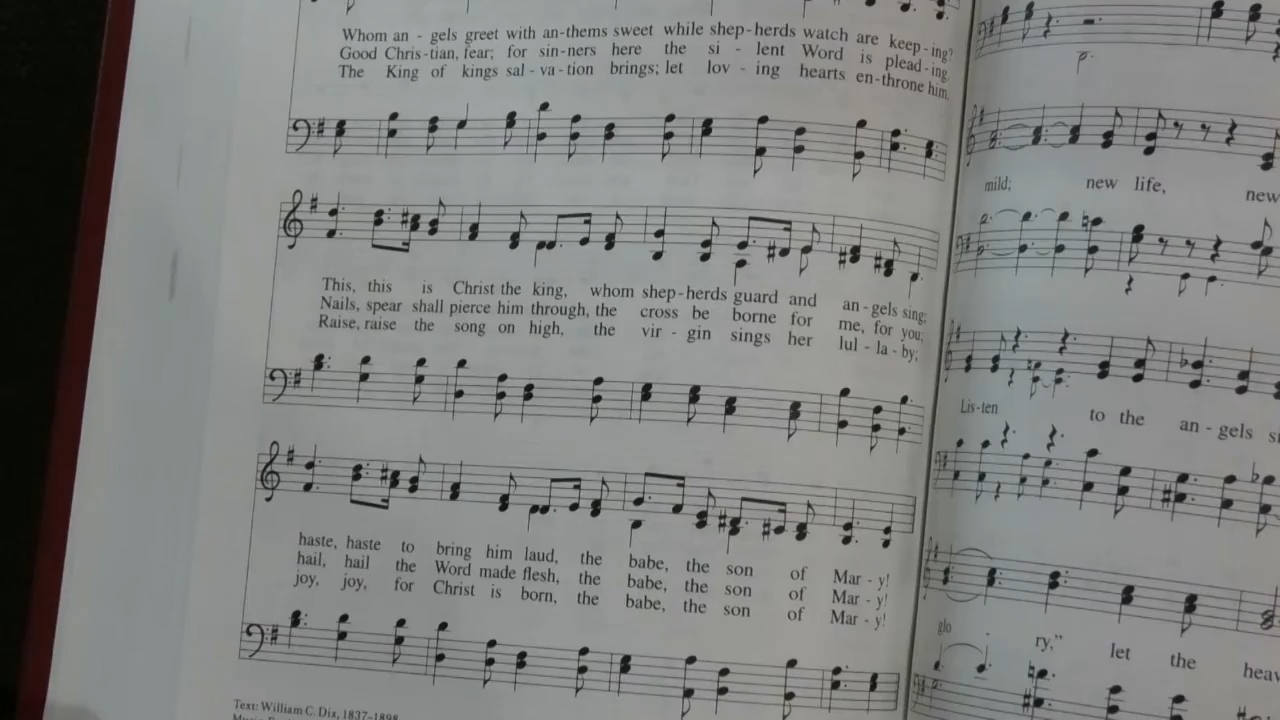 Whom an - gels greet with an-thems sweet while shep-herds watch are keep-ing?
Good Chris-tian, fear; for sin-ners here the si - lent Word is plead-ing.
The King of kings sal - va - tion brings; let lov - ing hearts en-throne him.
This, this is Christ the king, whom shep-herds guard and an-gels sing;
Nails, spear shall pierce him through, the cross be borne for me, for you;
Raise, raise the song on high, the vir - gin sings her lul - la - by;
haste, haste to bring him laud, the babe, the son of Mar - y!
hail, hail the Word made flesh, the babe, the son of Mar - y!
joy, joy, for Christ is born, the babe, the son of Mar - y!
Text: William C. Dix, 1837-1898
p
mild; new life, new
Lis-ten to the an-gels
glo - ry," let the